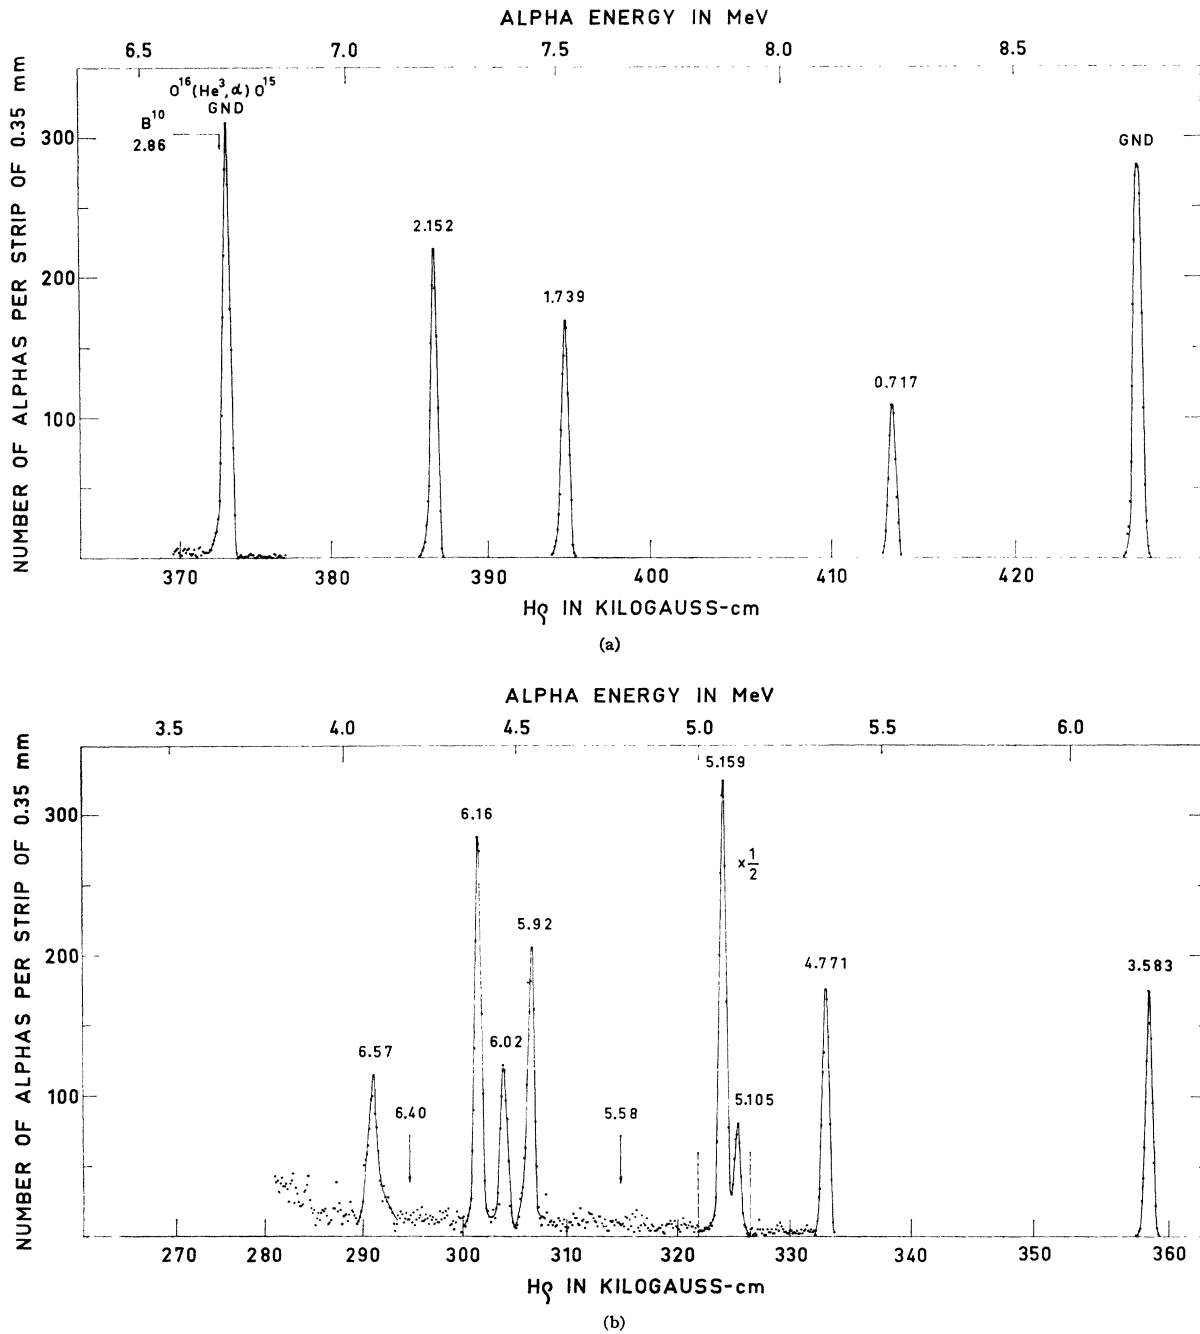 ALPHA ENERGY IN MeV
6.5 7.0 7.5 8.0 8.5
NUMBER OF ALPHAS PER STRIP OF 0.35 mm
O¹⁶(He³,α)O¹⁵
GND
B¹⁰
2.86
GND
300
2.152
200
1.739
0.717
100
370 380 390 400 410 420
Hρ IN KILOGAUSS-cm
(a)
ALPHA ENERGY IN MeV
3.5 4.0 4.5 5.0 5.5 6.0
NUMBER OF ALPHAS PER STRIP OF 0.35 mm
5.159
300
6.16
×1/2
5.92
200
4.771
3.583
6.02
6.57
100
6.40
5.58
5.105
270 280 290 300 310 320 330 340 350 360
Hρ IN KILOGAUSS-cm
(b)